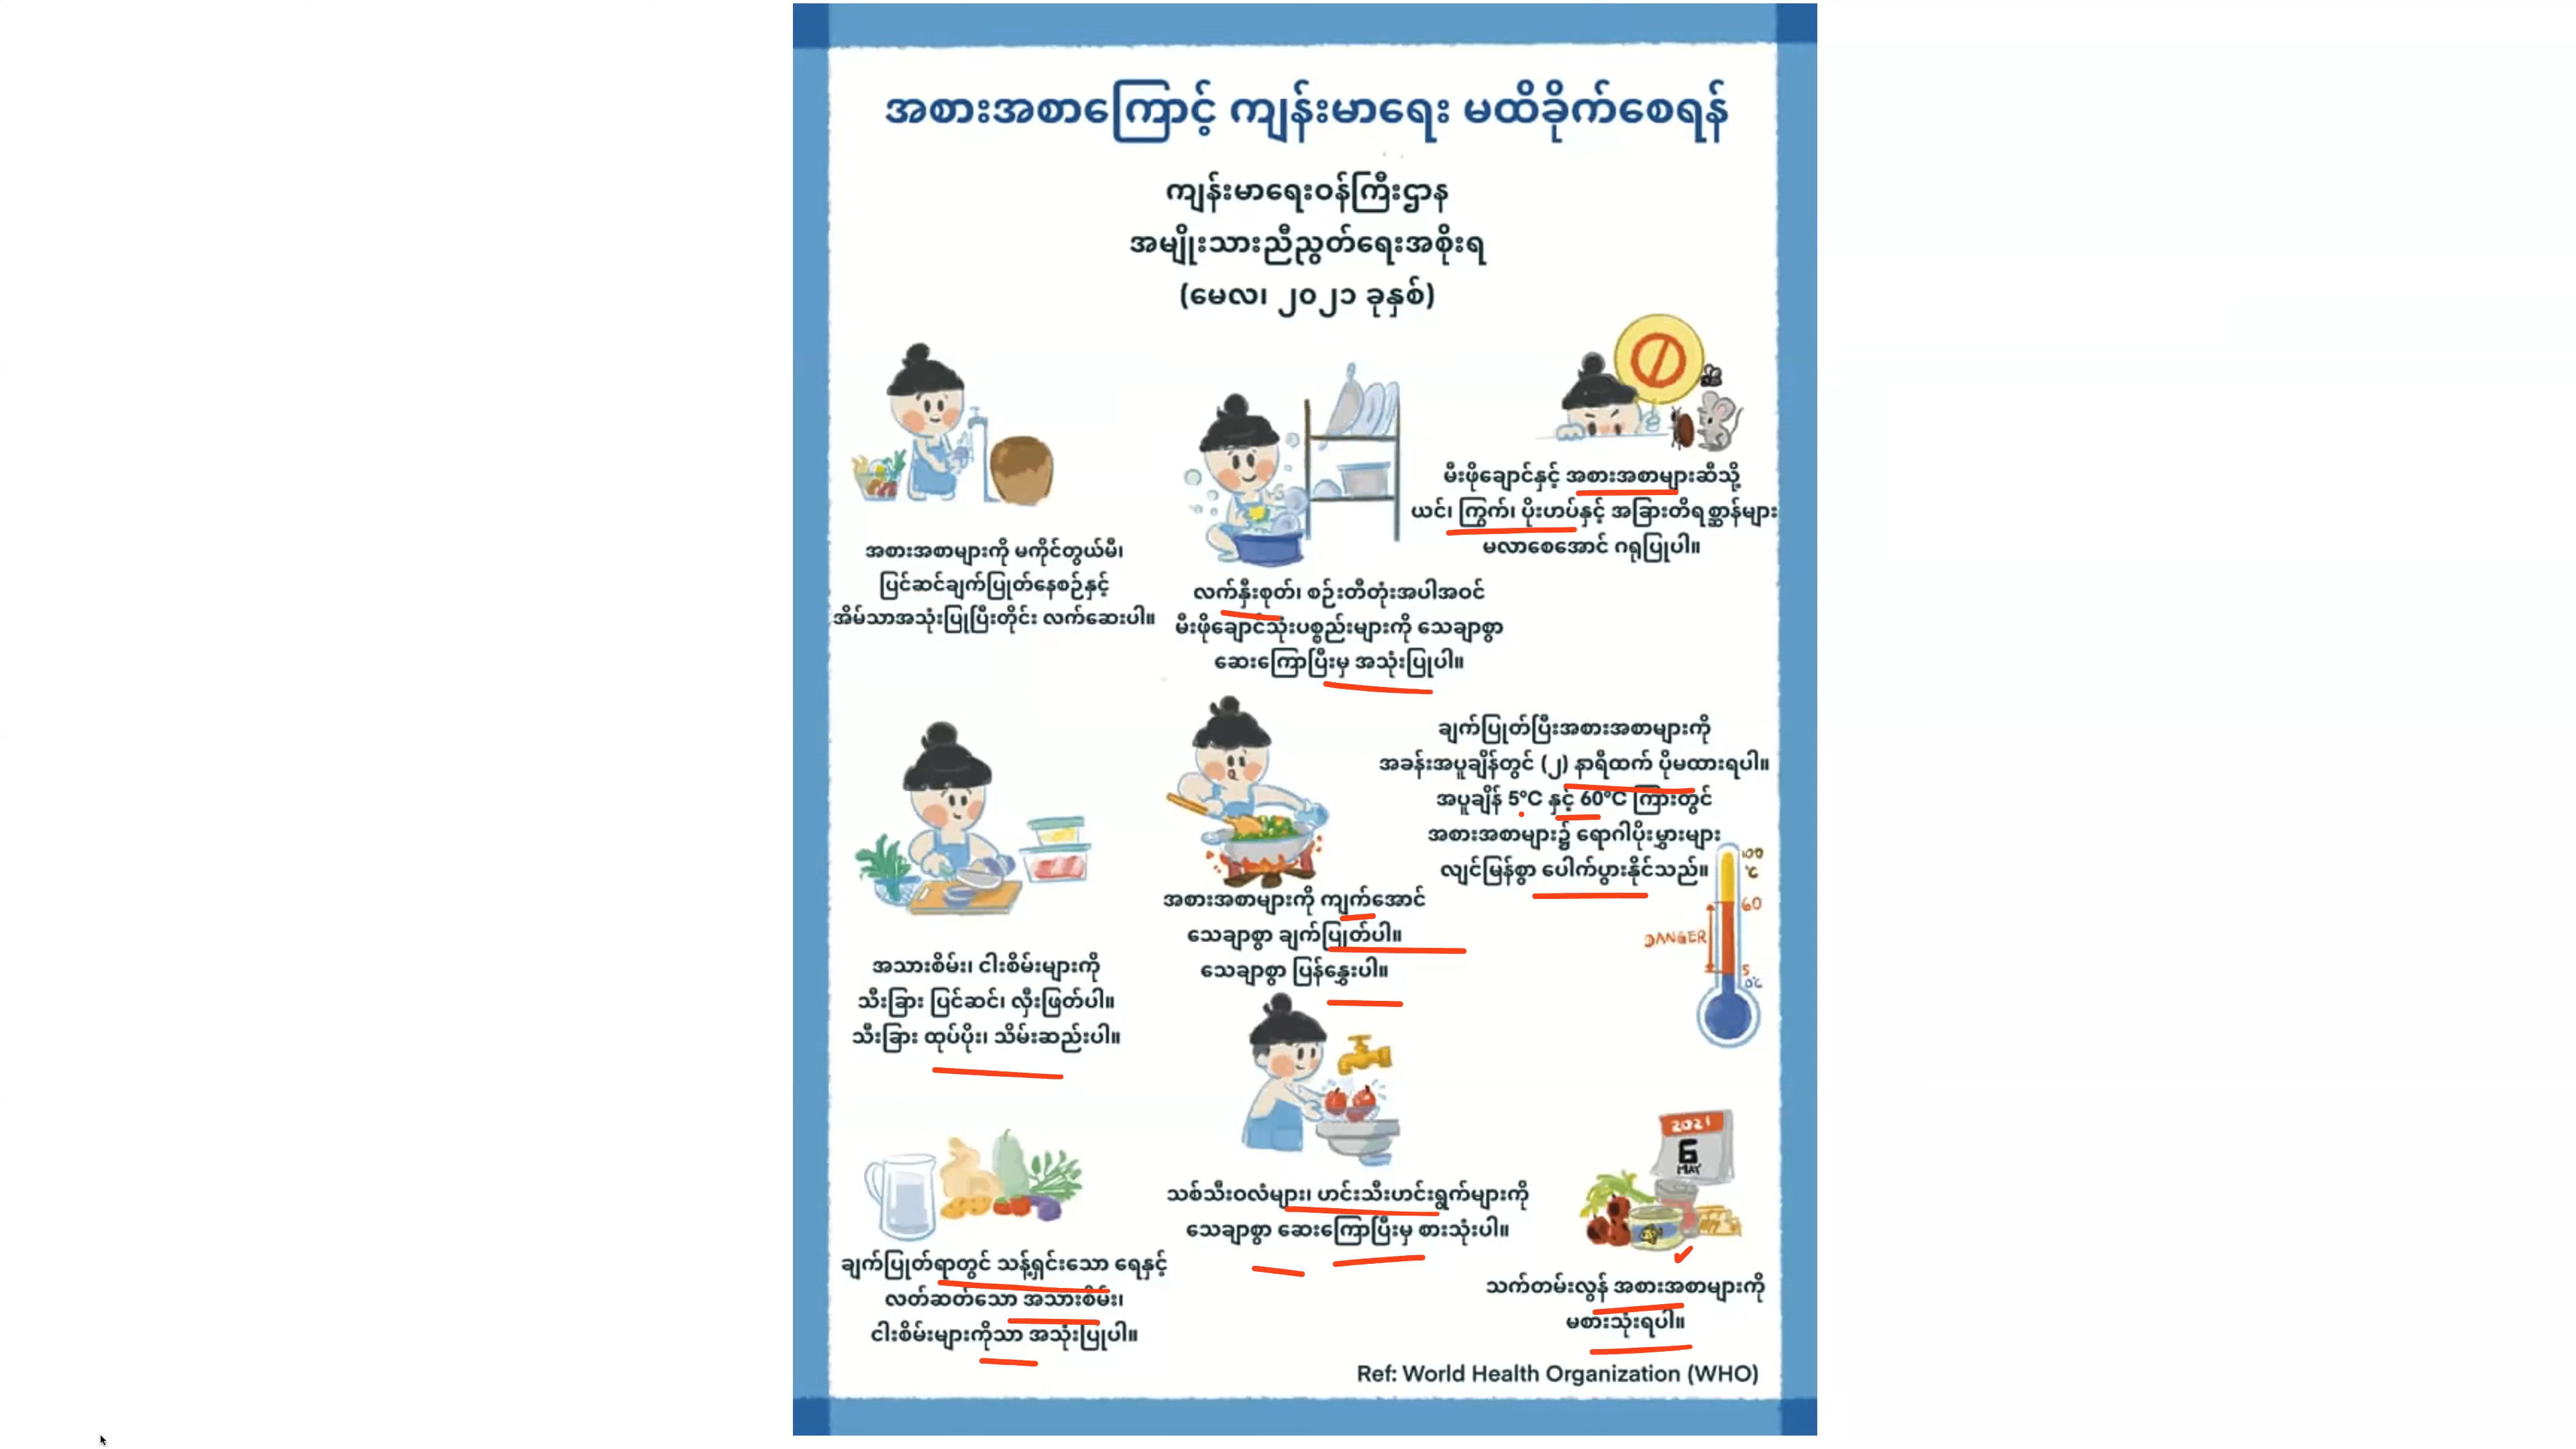 အစားအစာကြောင့် ကျန်းမာရေး မထိခိုက်စေရန်
ကျန်းမာရေးဝန်ကြီးဌာန
အမျိုးသားညီညွတ်ရေးအစိုးရ
(မေလ၊ ၂၀၂၁ ခုနှစ်)
အစားအစာများကို မကိုင်တွယ်မီ၊
ပြင်ဆင်ချက်ပြုတ်နေစဉ်နှင့်
အိမ်သာအသုံးပြုပြီးတိုင်း လက်ဆေးပါ။
လက်နှီးစုတ်၊ စဉ်းတီတုံးအပါအဝင်
မီးဖိုချောင်သုံးပစ္စည်းများကို သေချာစွာ
ဆေးကြောပြီးမှ အသုံးပြုပါ။
မီးဖိုချောင်နှင့် အစားအစာများဆီသို့
ယင်၊ ကြွက်၊ ပိုးဟပ်နှင့် အခြားတိရစ္ဆာန်များ
မလာစေအောင် ဂရုပြုပါ။
အသားစိမ်း၊ ငါးစိမ်းများကို
သီးခြား ပြင်ဆင်၊ လှီးဖြတ်ပါ။
သီးခြား ထုပ်ပိုး၊ သိမ်းဆည်းပါ။
အစားအစာများကို ကျက်အောင်
သေချာစွာ ချက်ပြုတ်ပါ။
သေချာစွာ ပြန်နွှေးပါ။
ချက်ပြုတ်ပြီးအစားအစာများကို
အခန်းအပူချိန်တွင် (၂) နာရီထက် ပိုမထားရပါ။
အပူချိန် 5°C နှင့် 60°C ကြားတွင်
အစားအစာများ၌ ရောဂါပိုးမွှားများ
လျင်မြန်စွာ ပေါက်ပွားနိုင်သည်။
100
°C
60
DANGER
5
0°C
ချက်ပြုတ်ရာတွင် သန့်ရှင်းသော ရေနှင့်
လတ်ဆတ်သော အသားစိမ်း၊
ငါးစိမ်းများကိုသာ အသုံးပြုပါ။
သစ်သီးဝလံများ၊ ဟင်းသီးဟင်းရွက်များကို
သေချာစွာ ဆေးကြောပြီးမှ စားသုံးပါ။
2021
6
MAY
သက်တမ်းလွန် အစားအစာများကို
မစားသုံးရပါ။
Ref: World Health Organization (WHO)